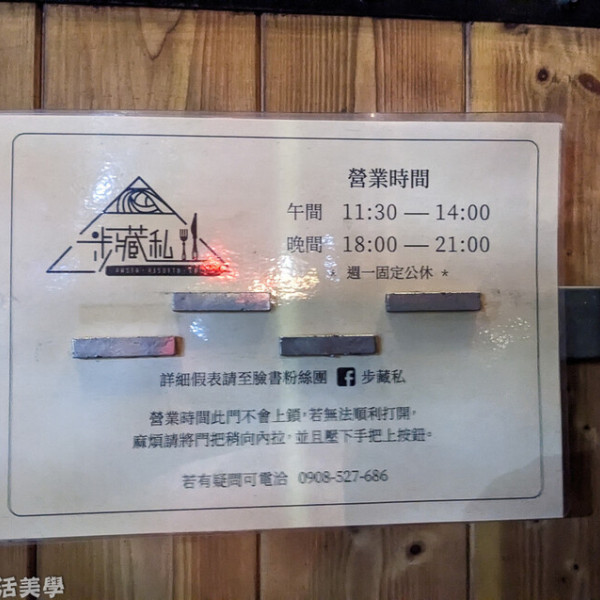 步藏私
PASTA · RISOTTO ·
營業時間
午間 11:30 — 14:00
晚間 18:00 — 21:00
* 週一固定公休 *
詳細假表請至臉書粉絲團 f 步藏私
營業時間此門不會上鎖，若無法順利打開，
麻煩請將門把稍向內拉，並且壓下手把上按鈕。
若有疑問可電洽 0908-527-686
活美學